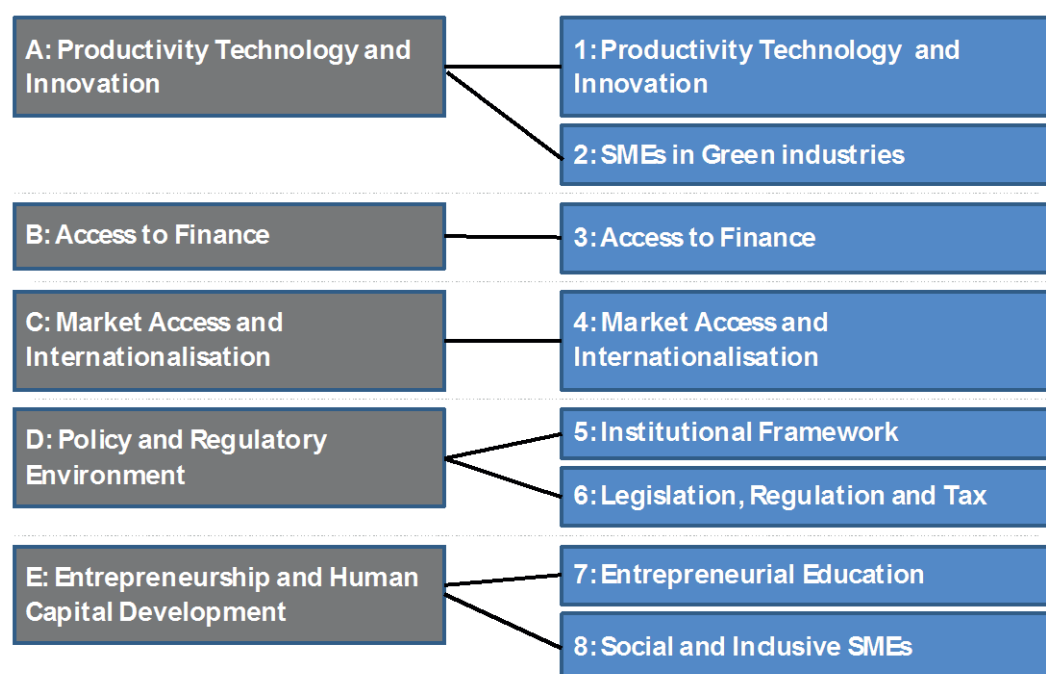 A: Productivity Technology and
Innovation
1: Productivity Technology and
Innovation
2: SMEs in Green industries
B: Access to Finance
3: Access to Finance
C: Market Access and
Internationalisation
4: Market Access and
Internationalisation
D: Policy and Regulatory
Environment
5: Institutional Framework
6: Legislation, Regulation and Tax
E: Entrepreneurship and Human
Capital Development
7: Entrepreneurial Education
8: Social and Inclusive SMEs